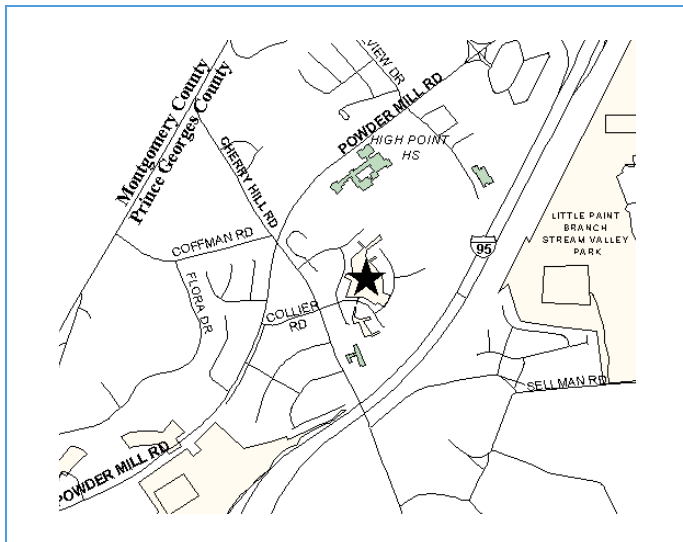 VIEW DR
POWDER MILL RD
Montgomery County
Prince Georges County
HIGH POINT
HS
CHERRY HILL RD
COFFMAN RD
LITTLE PAINT
BRANCH
STREAM VALLEY
PARK
95
FLORA DR
COLLIER
RD
SELLMAN RD
POWDER MILL RD